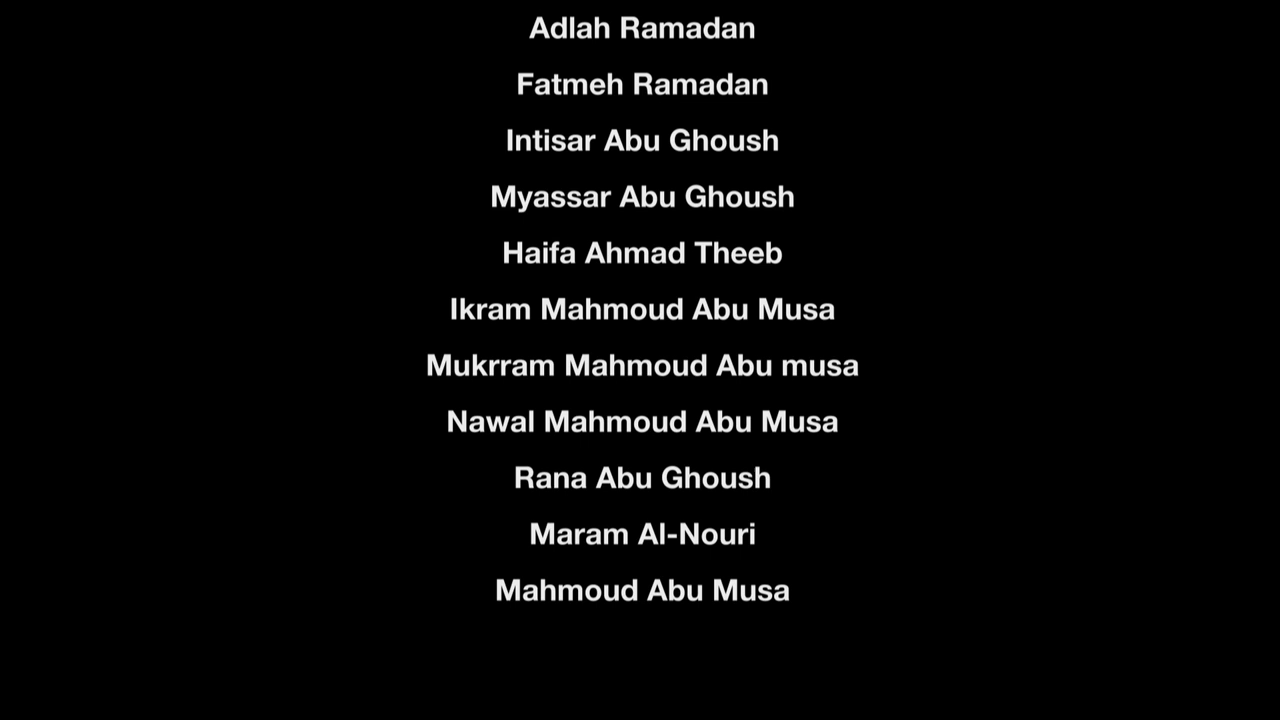 Adlah Ramadan
Fatmeh Ramadan
Intisar Abu Ghoush
Myassar Abu Ghoush
Haifa Ahmad Theeb
Ikram Mahmoud Abu Musa
Mukrram Mahmoud Abu musa
Nawal Mahmoud Abu Musa
Rana Abu Ghoush
Maram Al-Nouri
Mahmoud Abu Musa